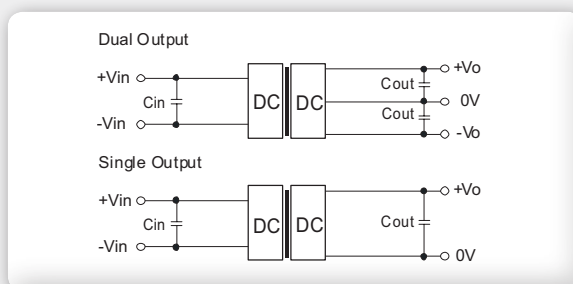 Dual Output
+Vin
Cin
-Vin
DC DC
Cout
Cout
+Vo
0V
-Vo
Single Output
+Vin
Cin
-Vin
DC DC
Cout
+Vo
0V